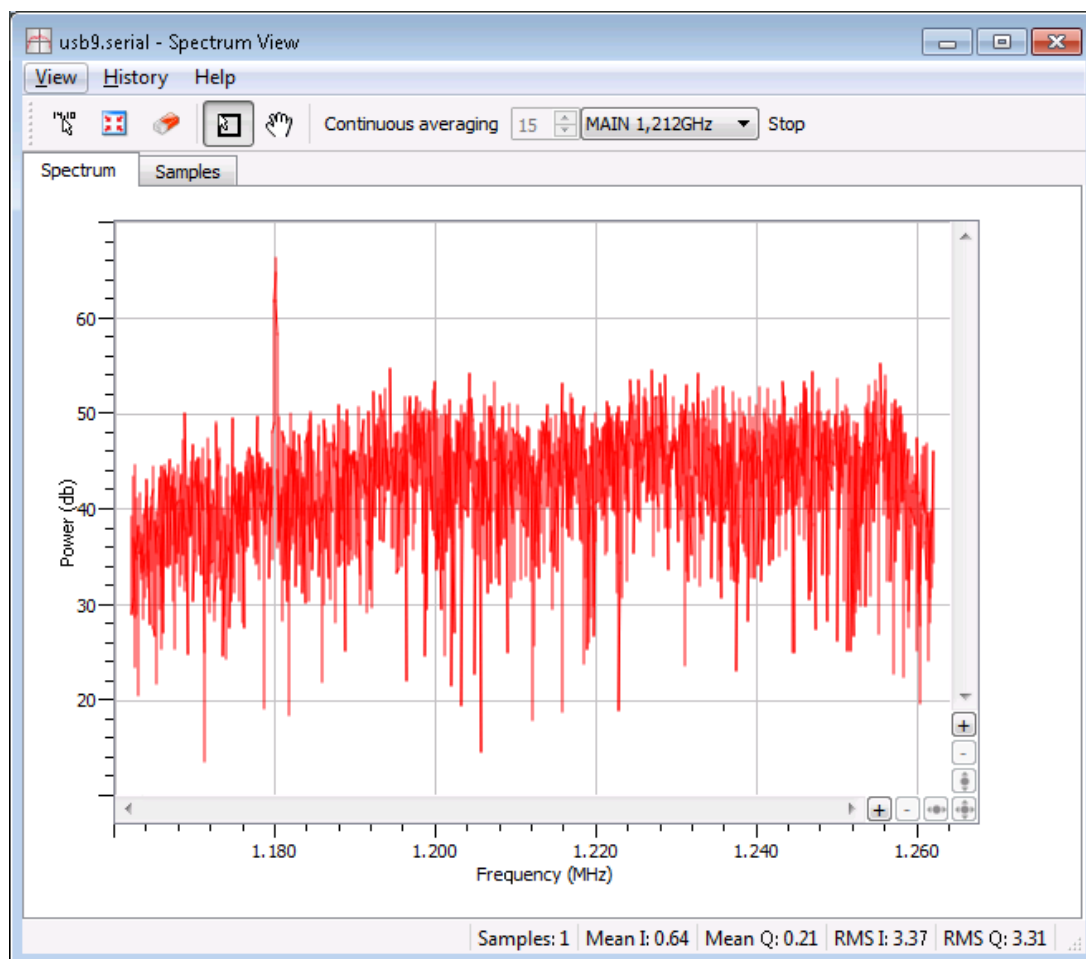 usb9.serial - Spectrum View
View History Help
Continuous averaging 15 MAIN 1,212GHz Stop
Spectrum Samples
Power (db)
60
50
40
30
20
1.180 1.200 1.220 1.240 1.260
Frequency (MHz)
Samples: 1 Mean I: 0.64 Mean Q: 0.21 RMS I: 3.37 RMS Q: 3.31